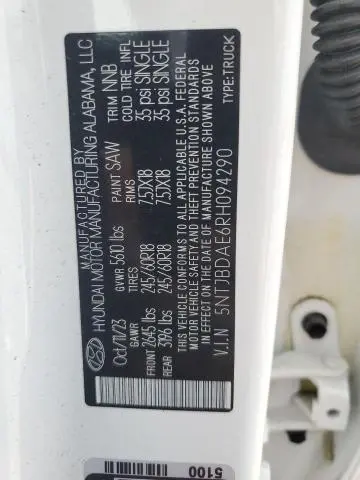 MANUFACTURED BY
HYUNDAI MOTOR MANUFACTURING ALABAMA, LLC
Oct/11/23 GVWR 5610 lbs PAINT SAW TRIM NNB
GAWR TIRES RIMS COLD TIRE INFL
FRONT 2645 lbs 245/60R18 7.5JX18 35 psi SINGLE
REAR 3196 lbs 245/60R18 7.5JX18 35 psi SINGLE
THIS VEHICLE CONFORMS TO ALL APPLICABLE U.S.A. FEDERAL
MOTOR VEHICLE SAFETY AND THEFT PREVENTION STANDARDS
IN EFFECT ON THE DATE OF MANUFACTURE SHOWN ABOVE
V.I.N 5NTJBDAE6RH094290 TYPE:TRUCK
5100